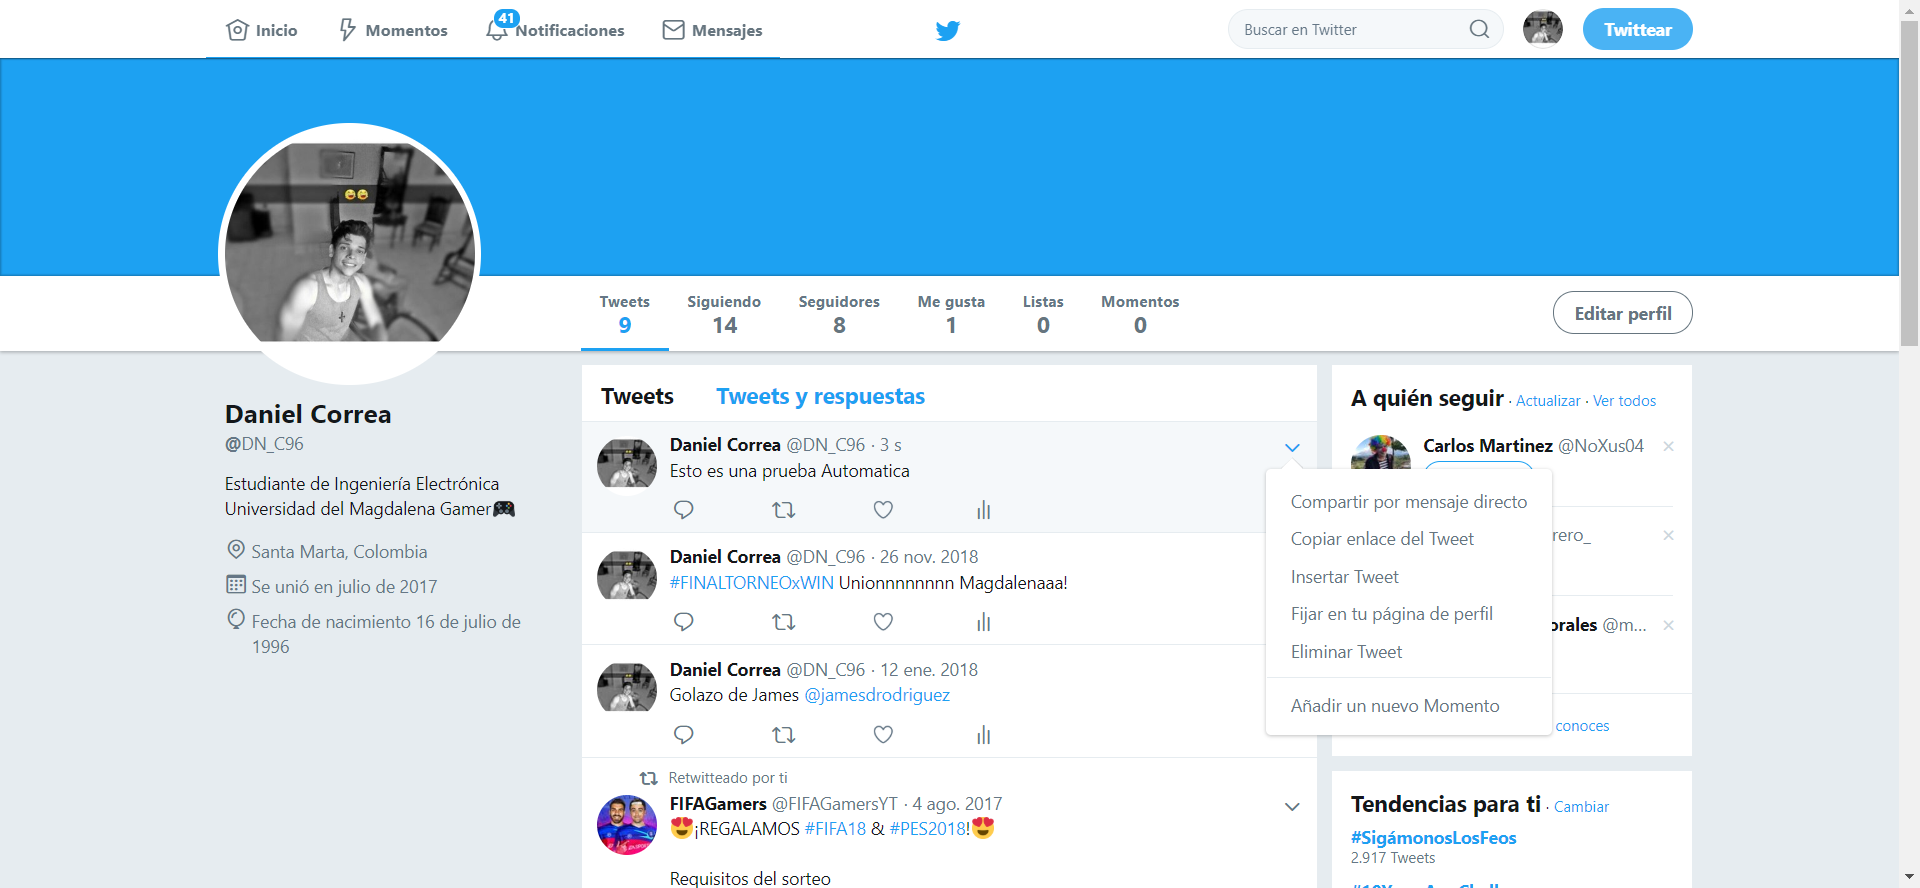 Inicio
Momentos
41
Notificaciones
Mensajes
Buscar en Twitter
Twittear
Tweets
9
Siguiendo
14
Seguidores
8
Me gusta
1
Listas
0
Momentos
0
Editar perfil
Daniel Correa
@DN_C96
Estudiante de Ingeniería Electrónica
Universidad del Magdalena Gamer🎮
Santa Marta, Colombia
Se unió en julio de 2017
Fecha de nacimiento 16 de julio de
1996
Tweets Tweets y respuestas
Daniel Correa @DN_C96 · 3 s
Esto es una prueba Automatica
Daniel Correa @DN_C96 · 26 nov. 2018
#FINALTORNEOxWIN Unionnnnnnn Magdalenaaa!
Daniel Correa @DN_C96 · 12 ene. 2018
Golazo de James @jamesdrodriguez
Retwitteado por ti
FIFAGamers @FIFAGamersYT · 4 ago. 2017
😍¡REGALAMOS #FIFA18 & #PES2018!😍
Requisitos del sorteo
Compartir por mensaje directo
Copiar enlace del Tweet
Insertar Tweet
Fijar en tu página de perfil
Eliminar Tweet
Añadir un nuevo Momento
A quién seguir · Actualizar · Ver todos
Carlos Martinez @NoXus04
rero_
orales @m...
conoces
Tendencias para ti · Cambiar
#SigámonosLosFeos
2.917 Tweets